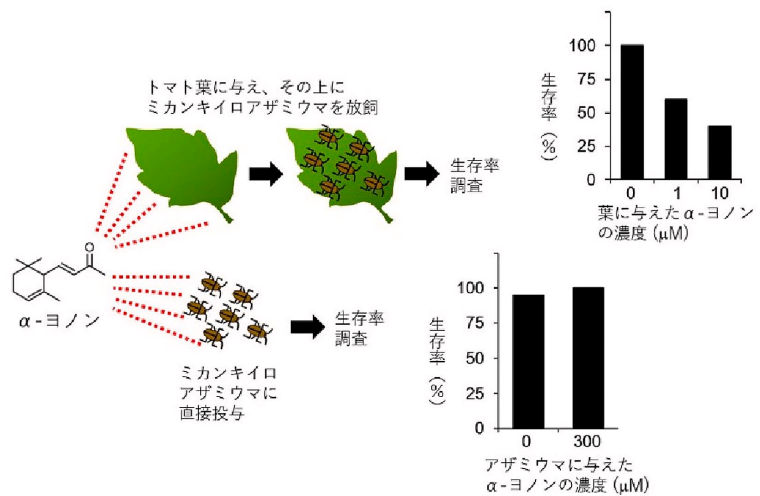 トマト葉に与え、その上に
ミカンキイロアザミウマを放飼
生存率
調査
O
α-ヨノン
ミカンキイロ
アザミウマに
直接投与
生存率
調査
生存率(%)
100
75
50
25
0
0 1 10
葉に与えたα-ヨノン
の濃度(μM)
生存率(%)
100
75
50
25
0
0 300
アザミウマに与えた
α-ヨノンの濃度(μM)